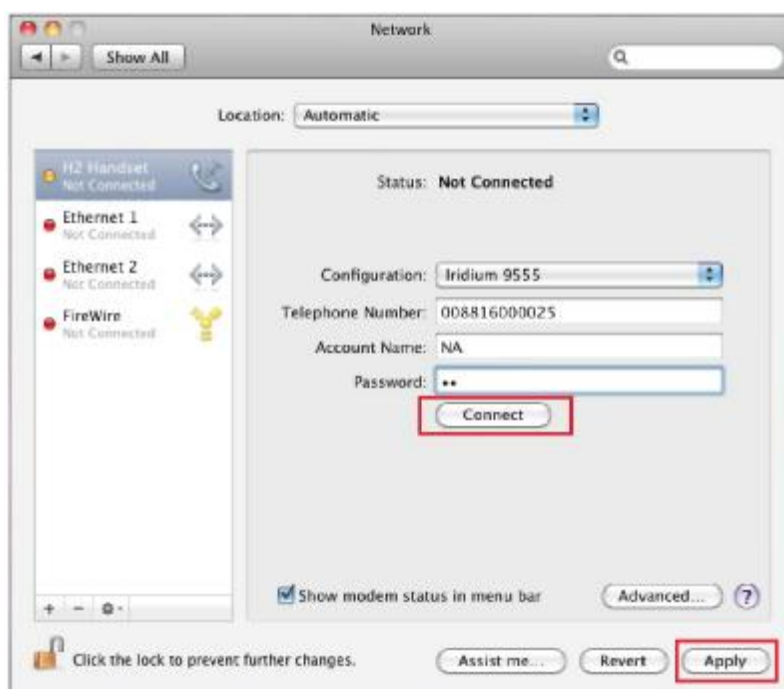 Network
Show All
Location: Automatic
H2 Handset
Not Connected
Ethernet 1
Not Connected
Ethernet 2
Not Connected
FireWire
Not Connected
Status: Not Connected
Configuration: Iridium 9555
Telephone Number: 008816000025
Account Name: NA
Password: ••
Connect
Show modem status in menu bar
Advanced... ?
Click the lock to prevent further changes.
Assist me... Revert Apply